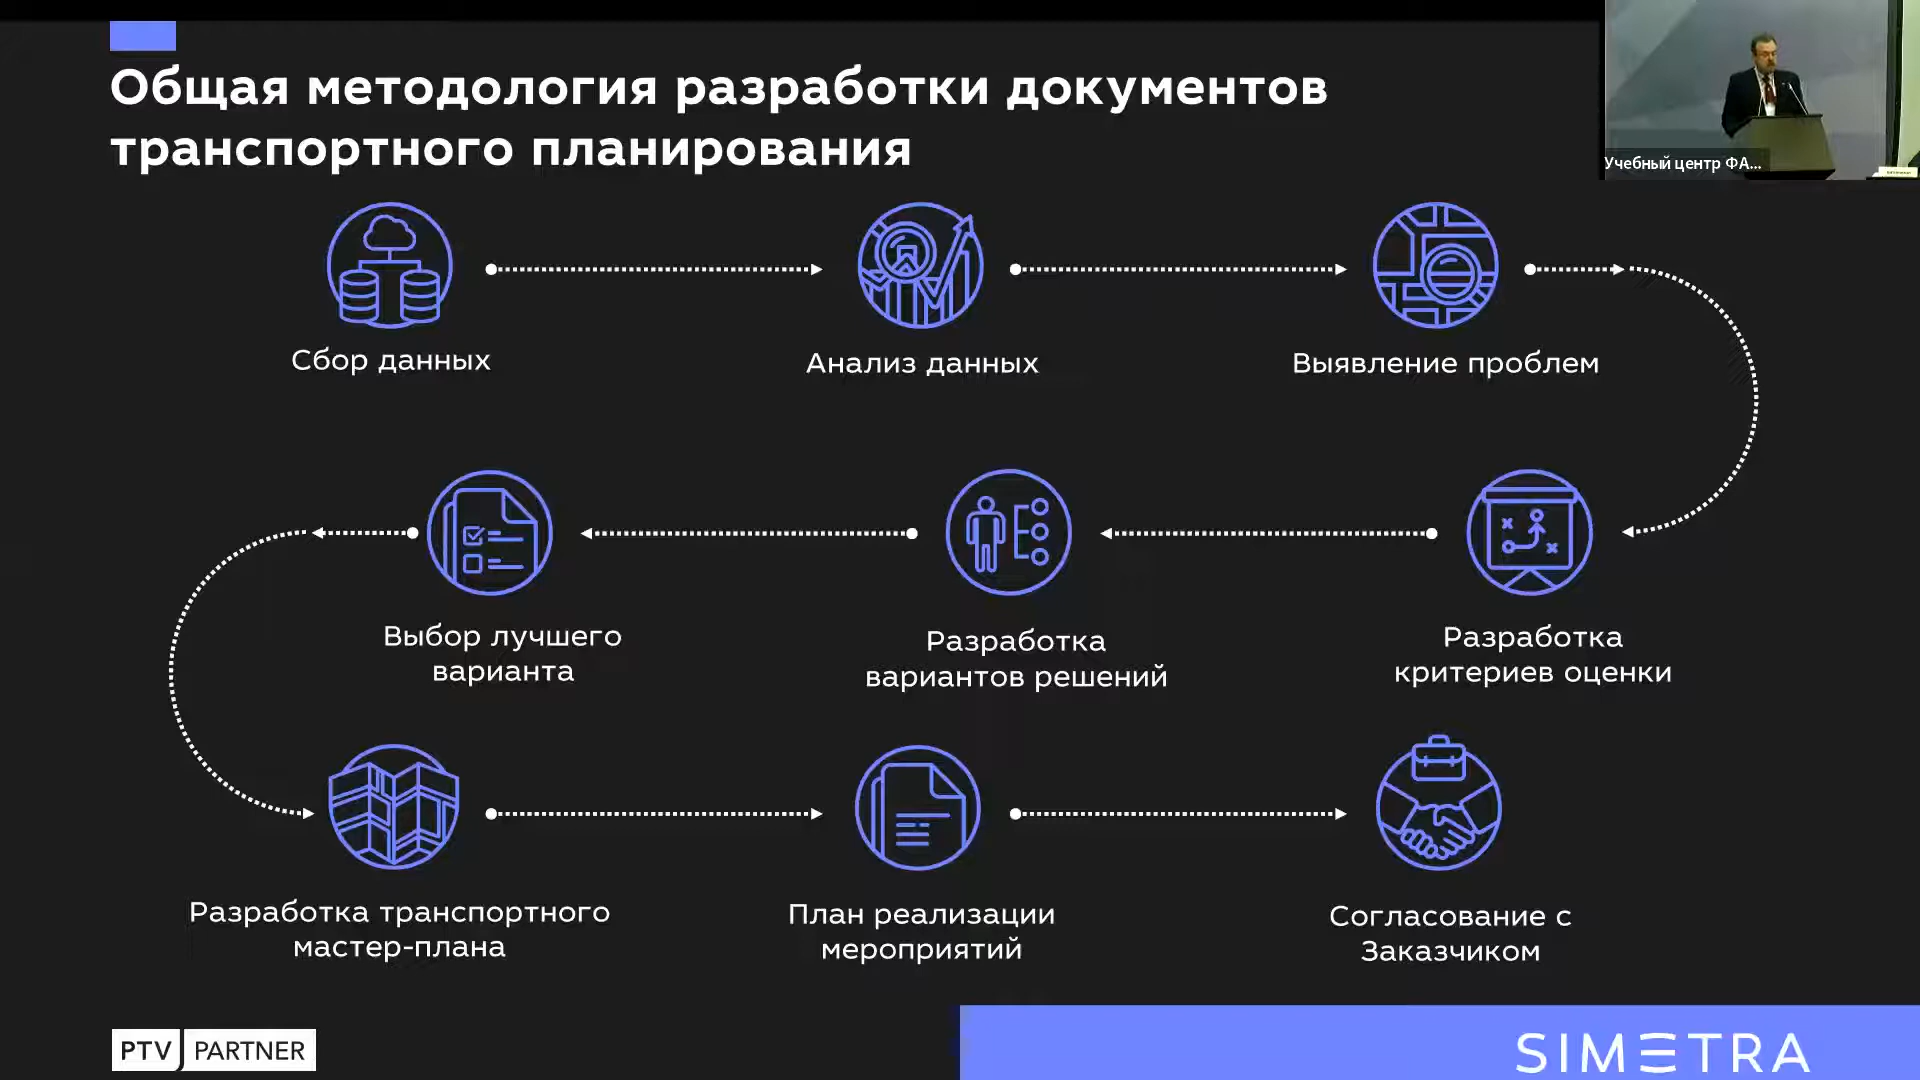 Общая методология разработки документов
транспортного планирования
Учебный центр ФА...
Сбор данных
Анализ данных
Выявление проблем
Выбор лучшего
варианта
Разработка
вариантов решений
Разработка
критериев оценки
Разработка транспортного
мастер-плана
План реализации
мероприятий
Согласование с
Заказчиком
PTV PARTNER
SIMETRA